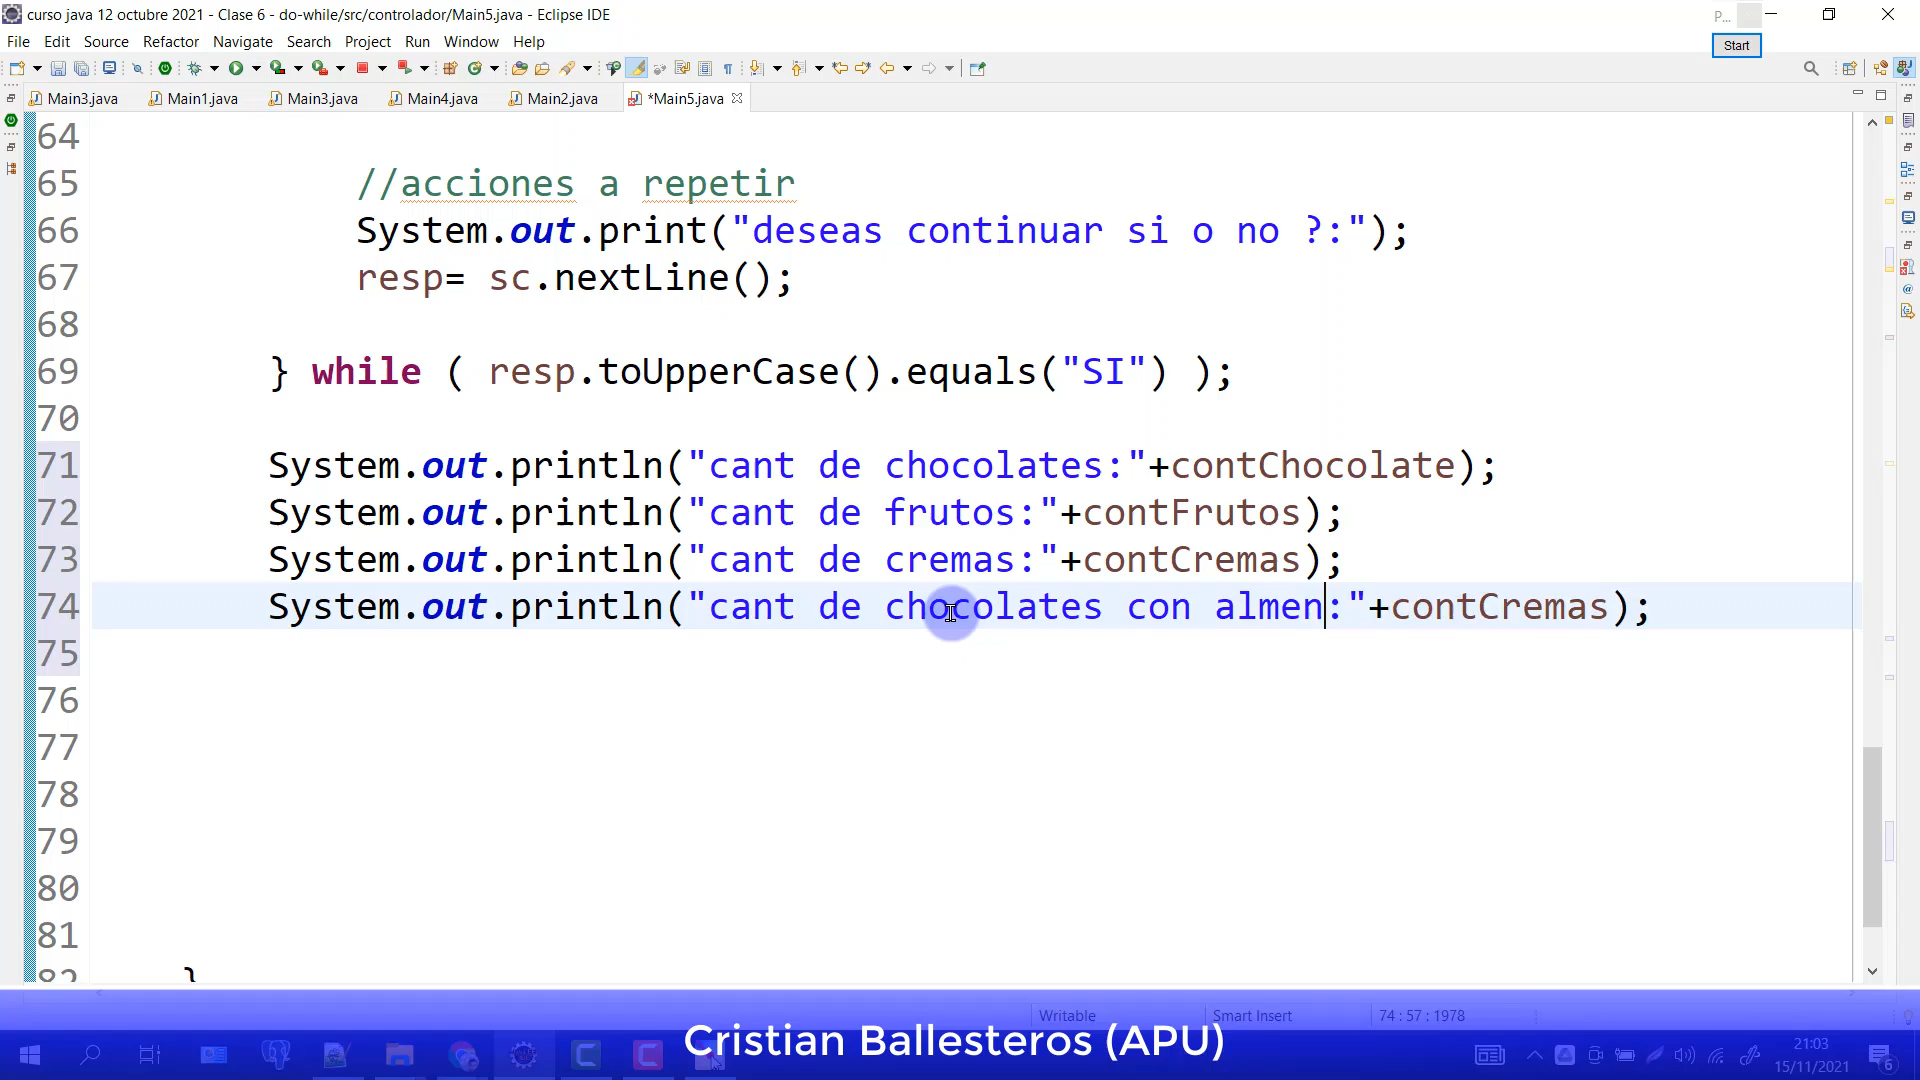 curso java 12 octubre 2021 - Clase 6 - do-while/src/controlador/Main5.java - Eclipse IDE
P...
File Edit Source Refactor Navigate Search Project Run Window Help
Start
Main3.java Main1.java Main3.java Main4.java Main2.java *Main5.java
64
65 //acciones a repetir
66 System.out.print("deseas continuar si o no ?:");
67 resp= sc.nextLine();
68
69 } while ( resp.toUpperCase().equals("SI") );
70
71 System.out.println("cant de chocolates:"+contChocolate);
72 System.out.println("cant de frutos:"+contFrutos);
73 System.out.println("cant de cremas:"+contCremas);
74 System.out.println("cant de chocolates con almen:"+contCremas);
75
76
77
78
79
80
81
82 }
Writable Smart Insert 74 : 57 : 1978
Cristian Ballesteros (APU)
21:03
15/11/2021
6